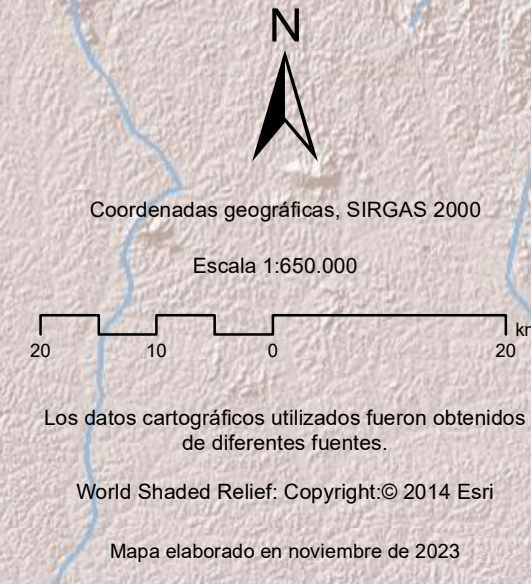 N
Coordenadas geográficas, SIRGAS 2000
Escala 1:650.000
km
20 10 0 20
Los datos cartográficos utilizados fueron obtenidos
de diferentes fuentes.
World Shaded Relief: Copyright:© 2014 Esri
Mapa elaborado en noviembre de 2023